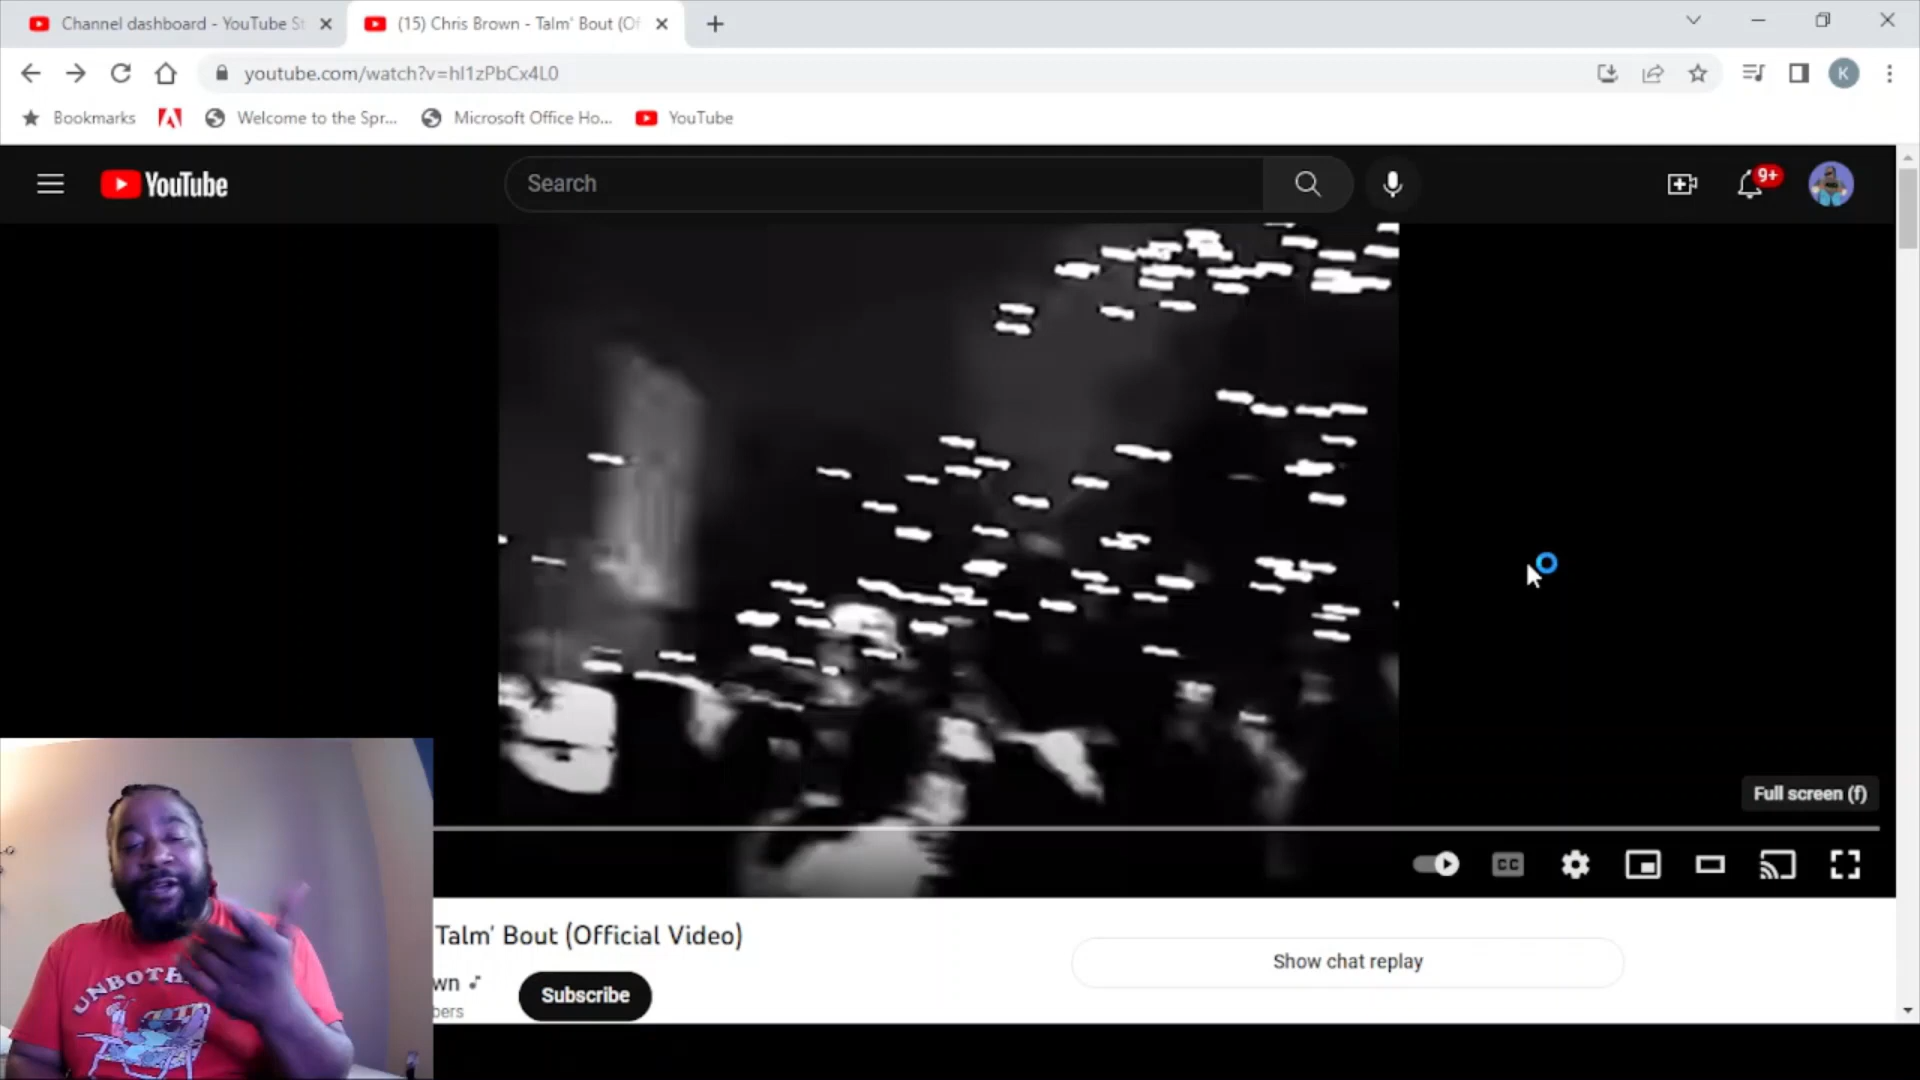 Channel dashboard - YouTube St
(15) Chris Brown - Talm' Bout (Of
youtube.com/watch?v=hI1zPbCx4L0
K
Bookmarks
Welcome to the Spr...
Microsoft Office Ho...
YouTube
YouTube
Search
9+
Full screen (f)
CC
Talm' Bout (Official Video)
wn
bers
Subscribe
Show chat replay
UNBOTH